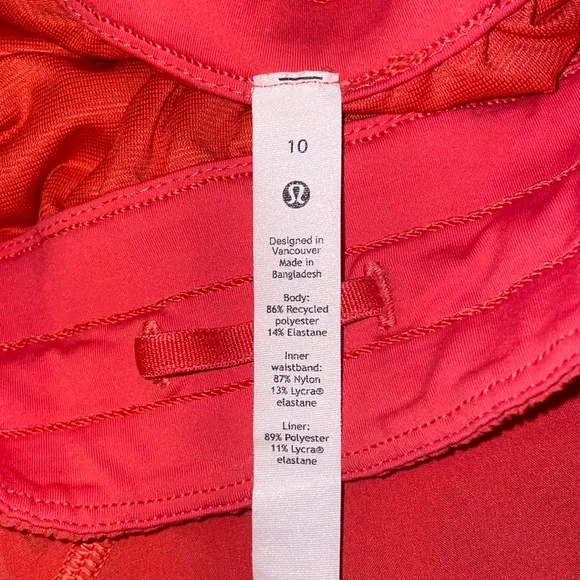 10
Designed in
Vancouver
Made in
Bangladesh
Body:
86% Recycled
polyester
14% Elastane
Inner
waistband:
87% Nylon
13% Lycra®
elastane
Liner:
89% Polyester
11% Lycra®
elastane